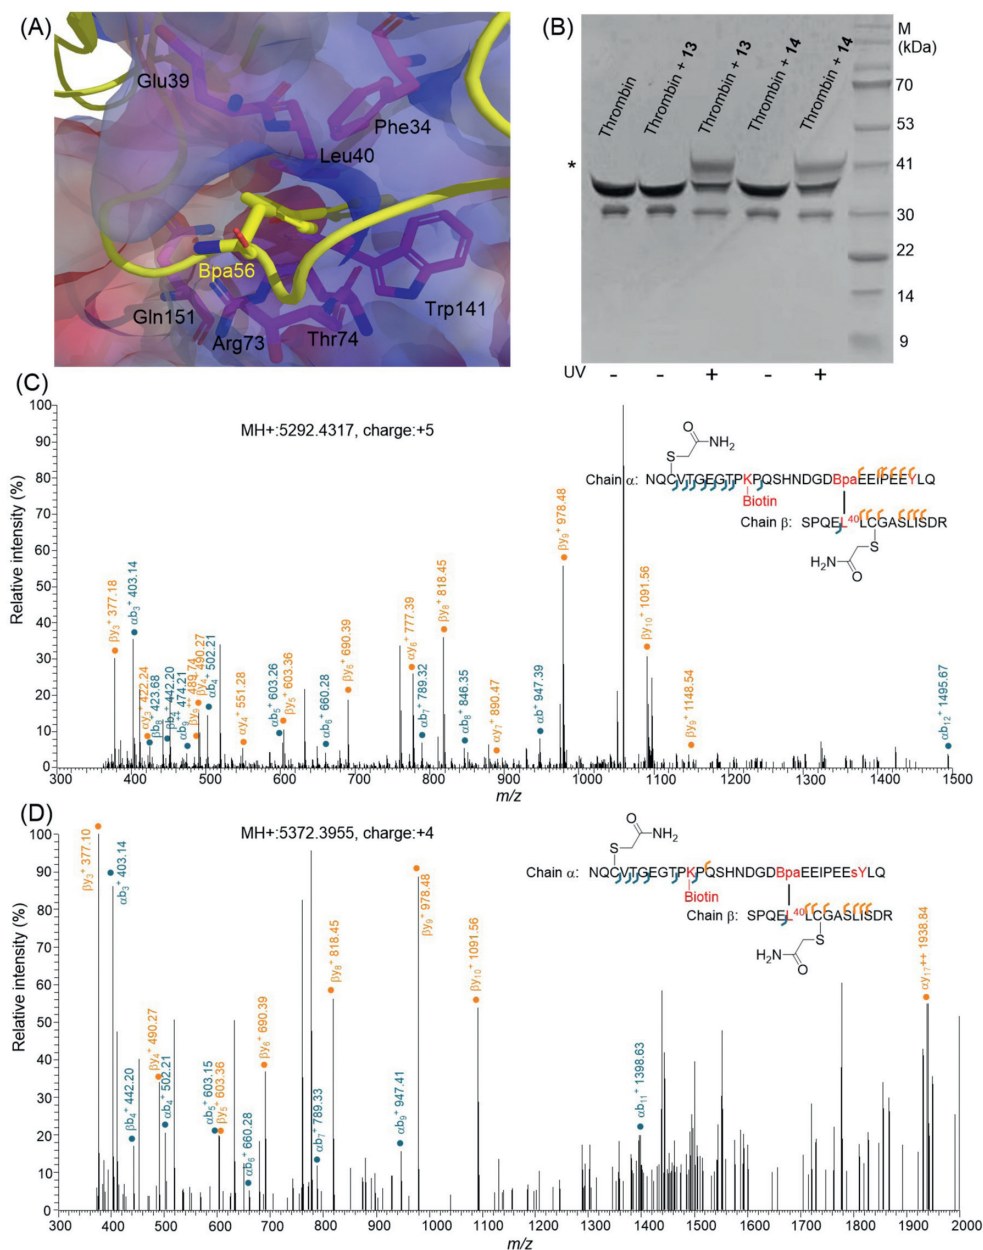 (A)
Glu39
Phe34
Leu40
Bpa56
Gln151
Arg73
Thr74
Trp141
(B)
Thrombin
Thrombin + 13
Thrombin + 13
Thrombin + 14
Thrombin + 14
M
(kDa)
70
53
41
30
22
14
9
*
UV - - + - +
(C)
MH+:5292.4317, charge:+5
Relative intensity (%)
100
90
80
70
60
50
40
30
20
10
0
300 400 500 600 700 800 900 1000 1100 1200 1300 1400 1500
m/z
βy3+ 377.18
αb3+ 403.14
αy3+ 422.24
βb8+ 423.68
βb4+ 442.20
αb9++ 474.21
βy9++ 489.74
βy4+ 490.27
αb4+ 502.21
αy4+ 551.28
αb5+ 603.26
βy5+ 603.36
αb6+ 660.28
βy6+ 690.39
αy6+ 777.39
αb7+ 789.32
βy8+ 818.45
αb8+ 846.35
αy7+ 890.47
αb+ 947.39
βy9+ 978.48
βy10+ 1091.56
βy9+ 1148.54
αb12+ 1495.67
S NH2
O
Chain α: NQCVTGEGTPKPQSHNDGDBpaEEIPEEYLQ
Biotin
Chain β: SPQEL40LCGASLISDR
H2N S
O
(D)
MH+:5372.3955, charge:+4
Relative intensity (%)
100
90
80
70
60
50
40
30
20
10
0
300 400 500 600 700 800 900 1000 1100 1200 1300 1400 1500 1600 1700 1800 1900 2000
m/z
βy3+ 377.10
αb3+ 403.14
βb4+ 442.20
βy4+ 490.27
αb4+ 502.21
αb5+ 603.15
βy5+ 603.36
αb6+ 660.28
βy6+ 690.39
αb7+ 789.33
βy8+ 818.45
αb9+ 947.41
βy9+ 978.48
βy10+ 1091.56
αb11+ 1398.63
αy17++ 1938.84
S NH2
O
Chain α: NQCVTGEGTPKPQSHNDGDBpaEEIPEEsYLQ
Biotin
Chain β: SPQEL40LCGASLISDR
H2N S
O